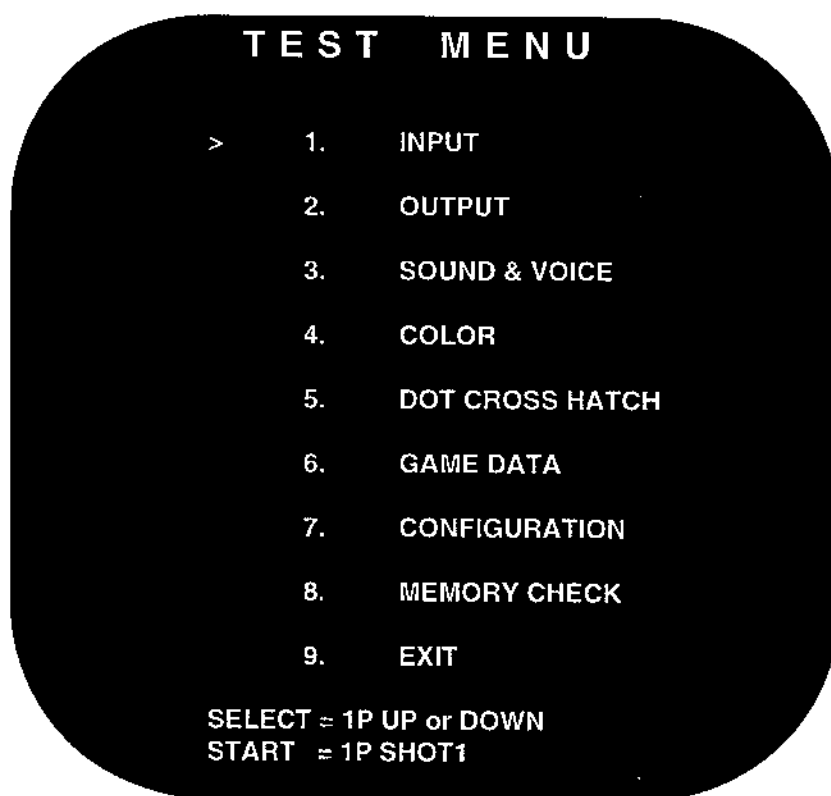 TEST MENU
> 1. INPUT
2. OUTPUT
3. SOUND & VOICE
4. COLOR
5. DOT CROSS HATCH
6. GAME DATA
7. CONFIGURATION
8. MEMORY CHECK
9. EXIT
SELECT = 1P UP or DOWN
START = 1P SHOT1